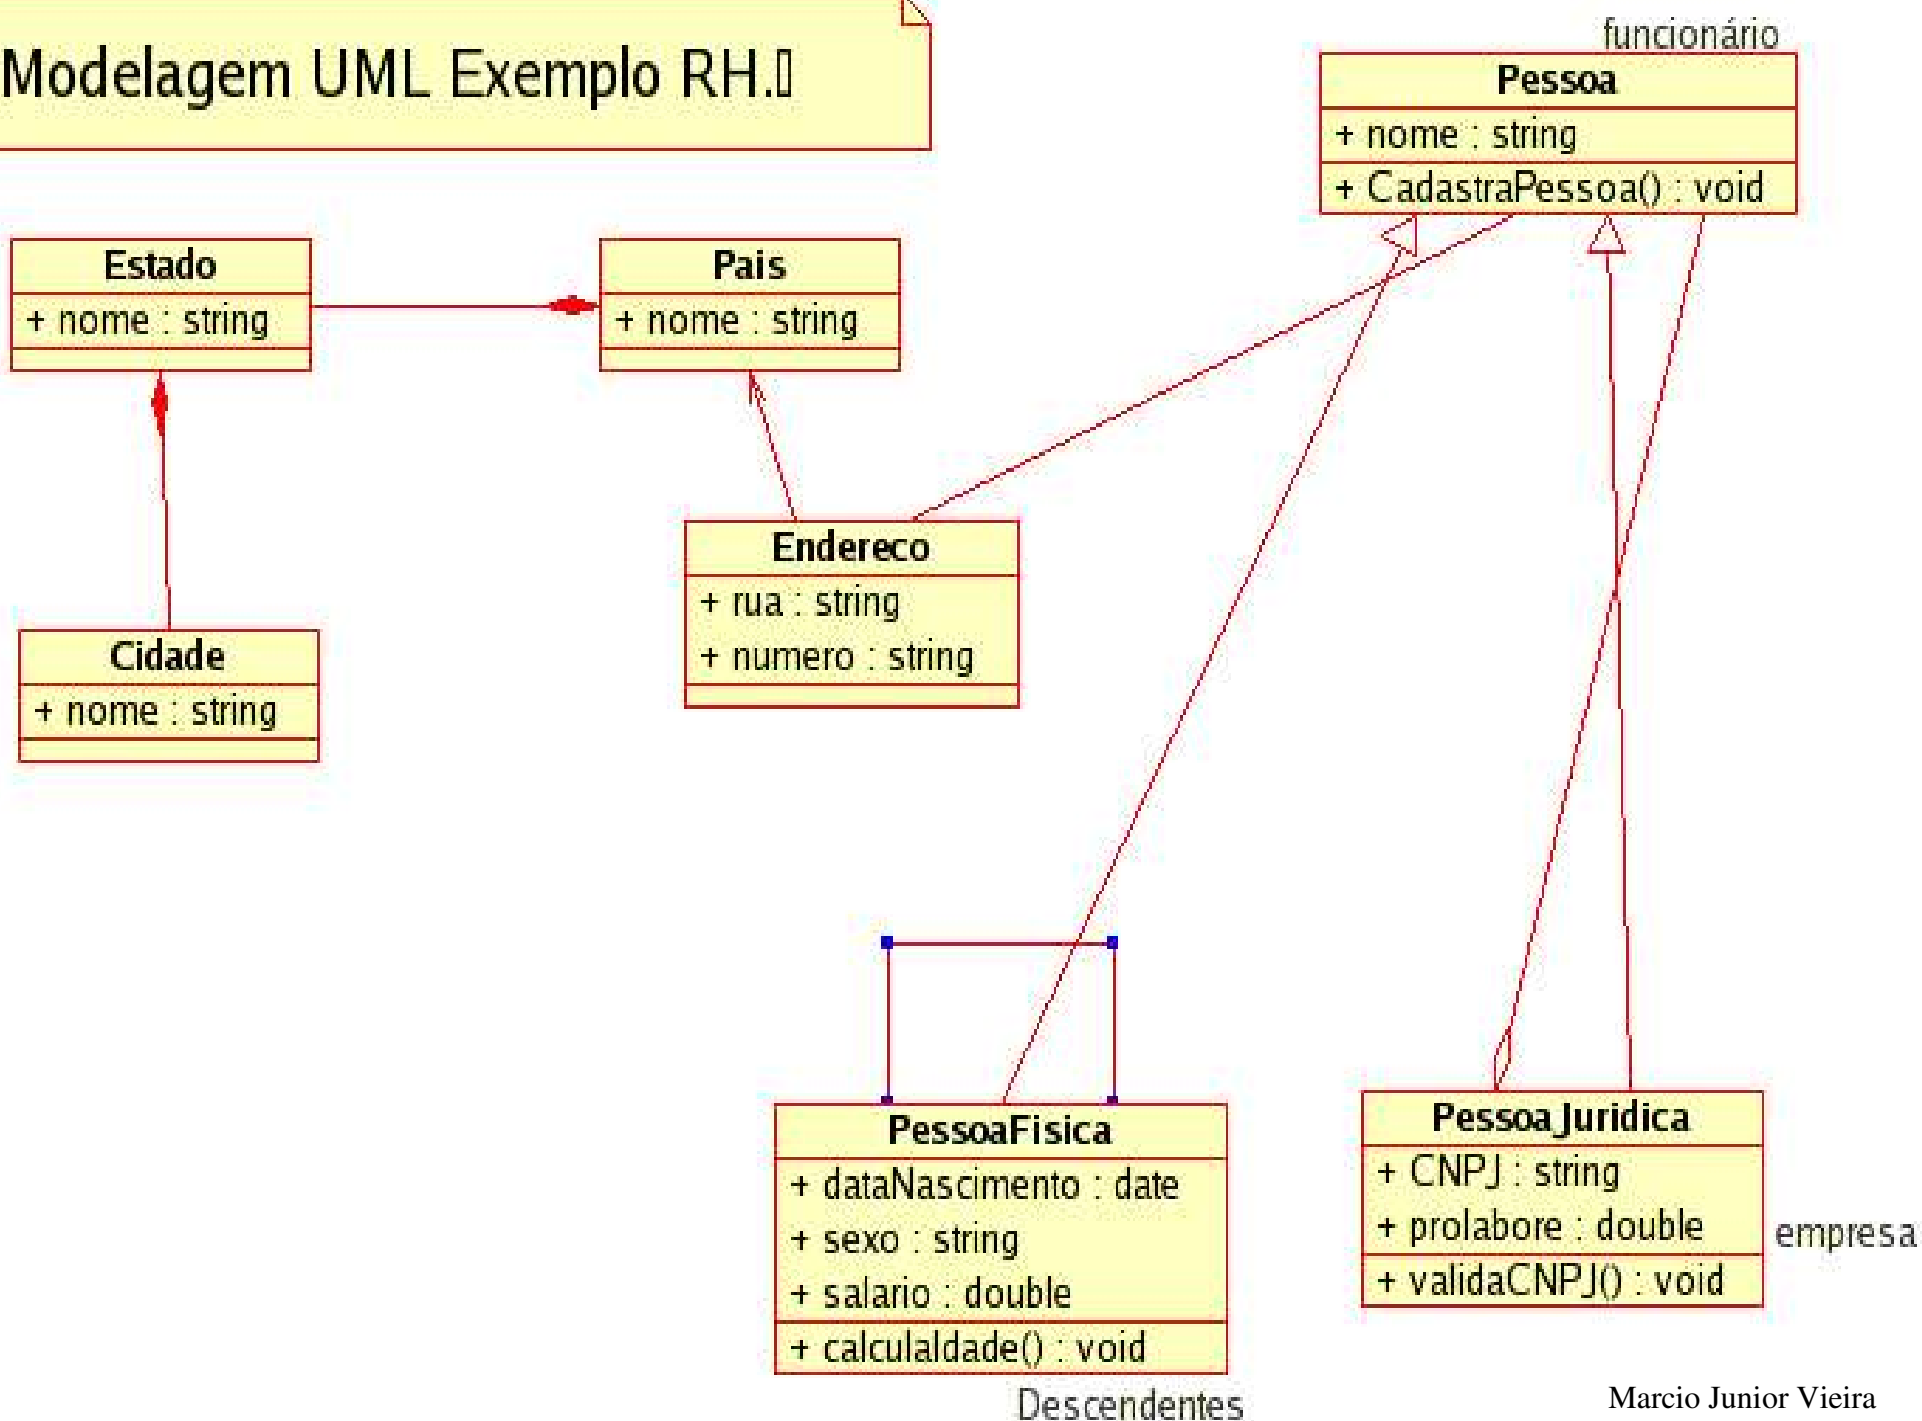 Modelagem UML Exemplo RH.
funcionário
Pessoa
+ nome : string
+ CadastraPessoa() : void
Estado
+ nome : string
Pais
+ nome : string
Endereco
+ rua : string
+ numero : string
Cidade
+ nome : string
PessoaFisica
+ dataNascimento : date
+ sexo : string
+ salario : double
+ calculaIdade() : void
Descendentes
PessoaJuridica
+ CNPJ : string
+ prolabore : double
+ validaCNPJ() : void
empresa
Marcio Junior Vieira